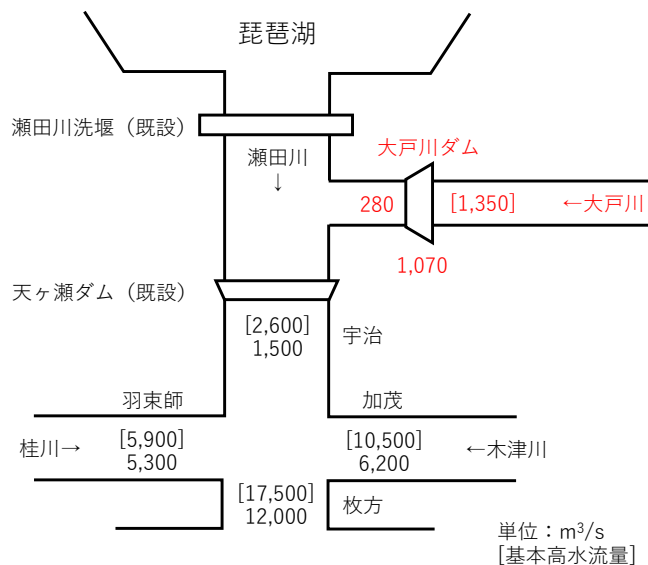 琵琶湖
瀬田川洗堰（既設）
瀬田川
↓
大戸川ダム
280
[1,350]
←大戸川
1,070
天ヶ瀬ダム（既設）
[2,600]
1,500
宇治
羽束師
加茂
桂川→
[5,900]
5,300
[10,500]
6,200
←木津川
[17,500]
12,000
枚方
単位：m³/s
[基本高水流量]